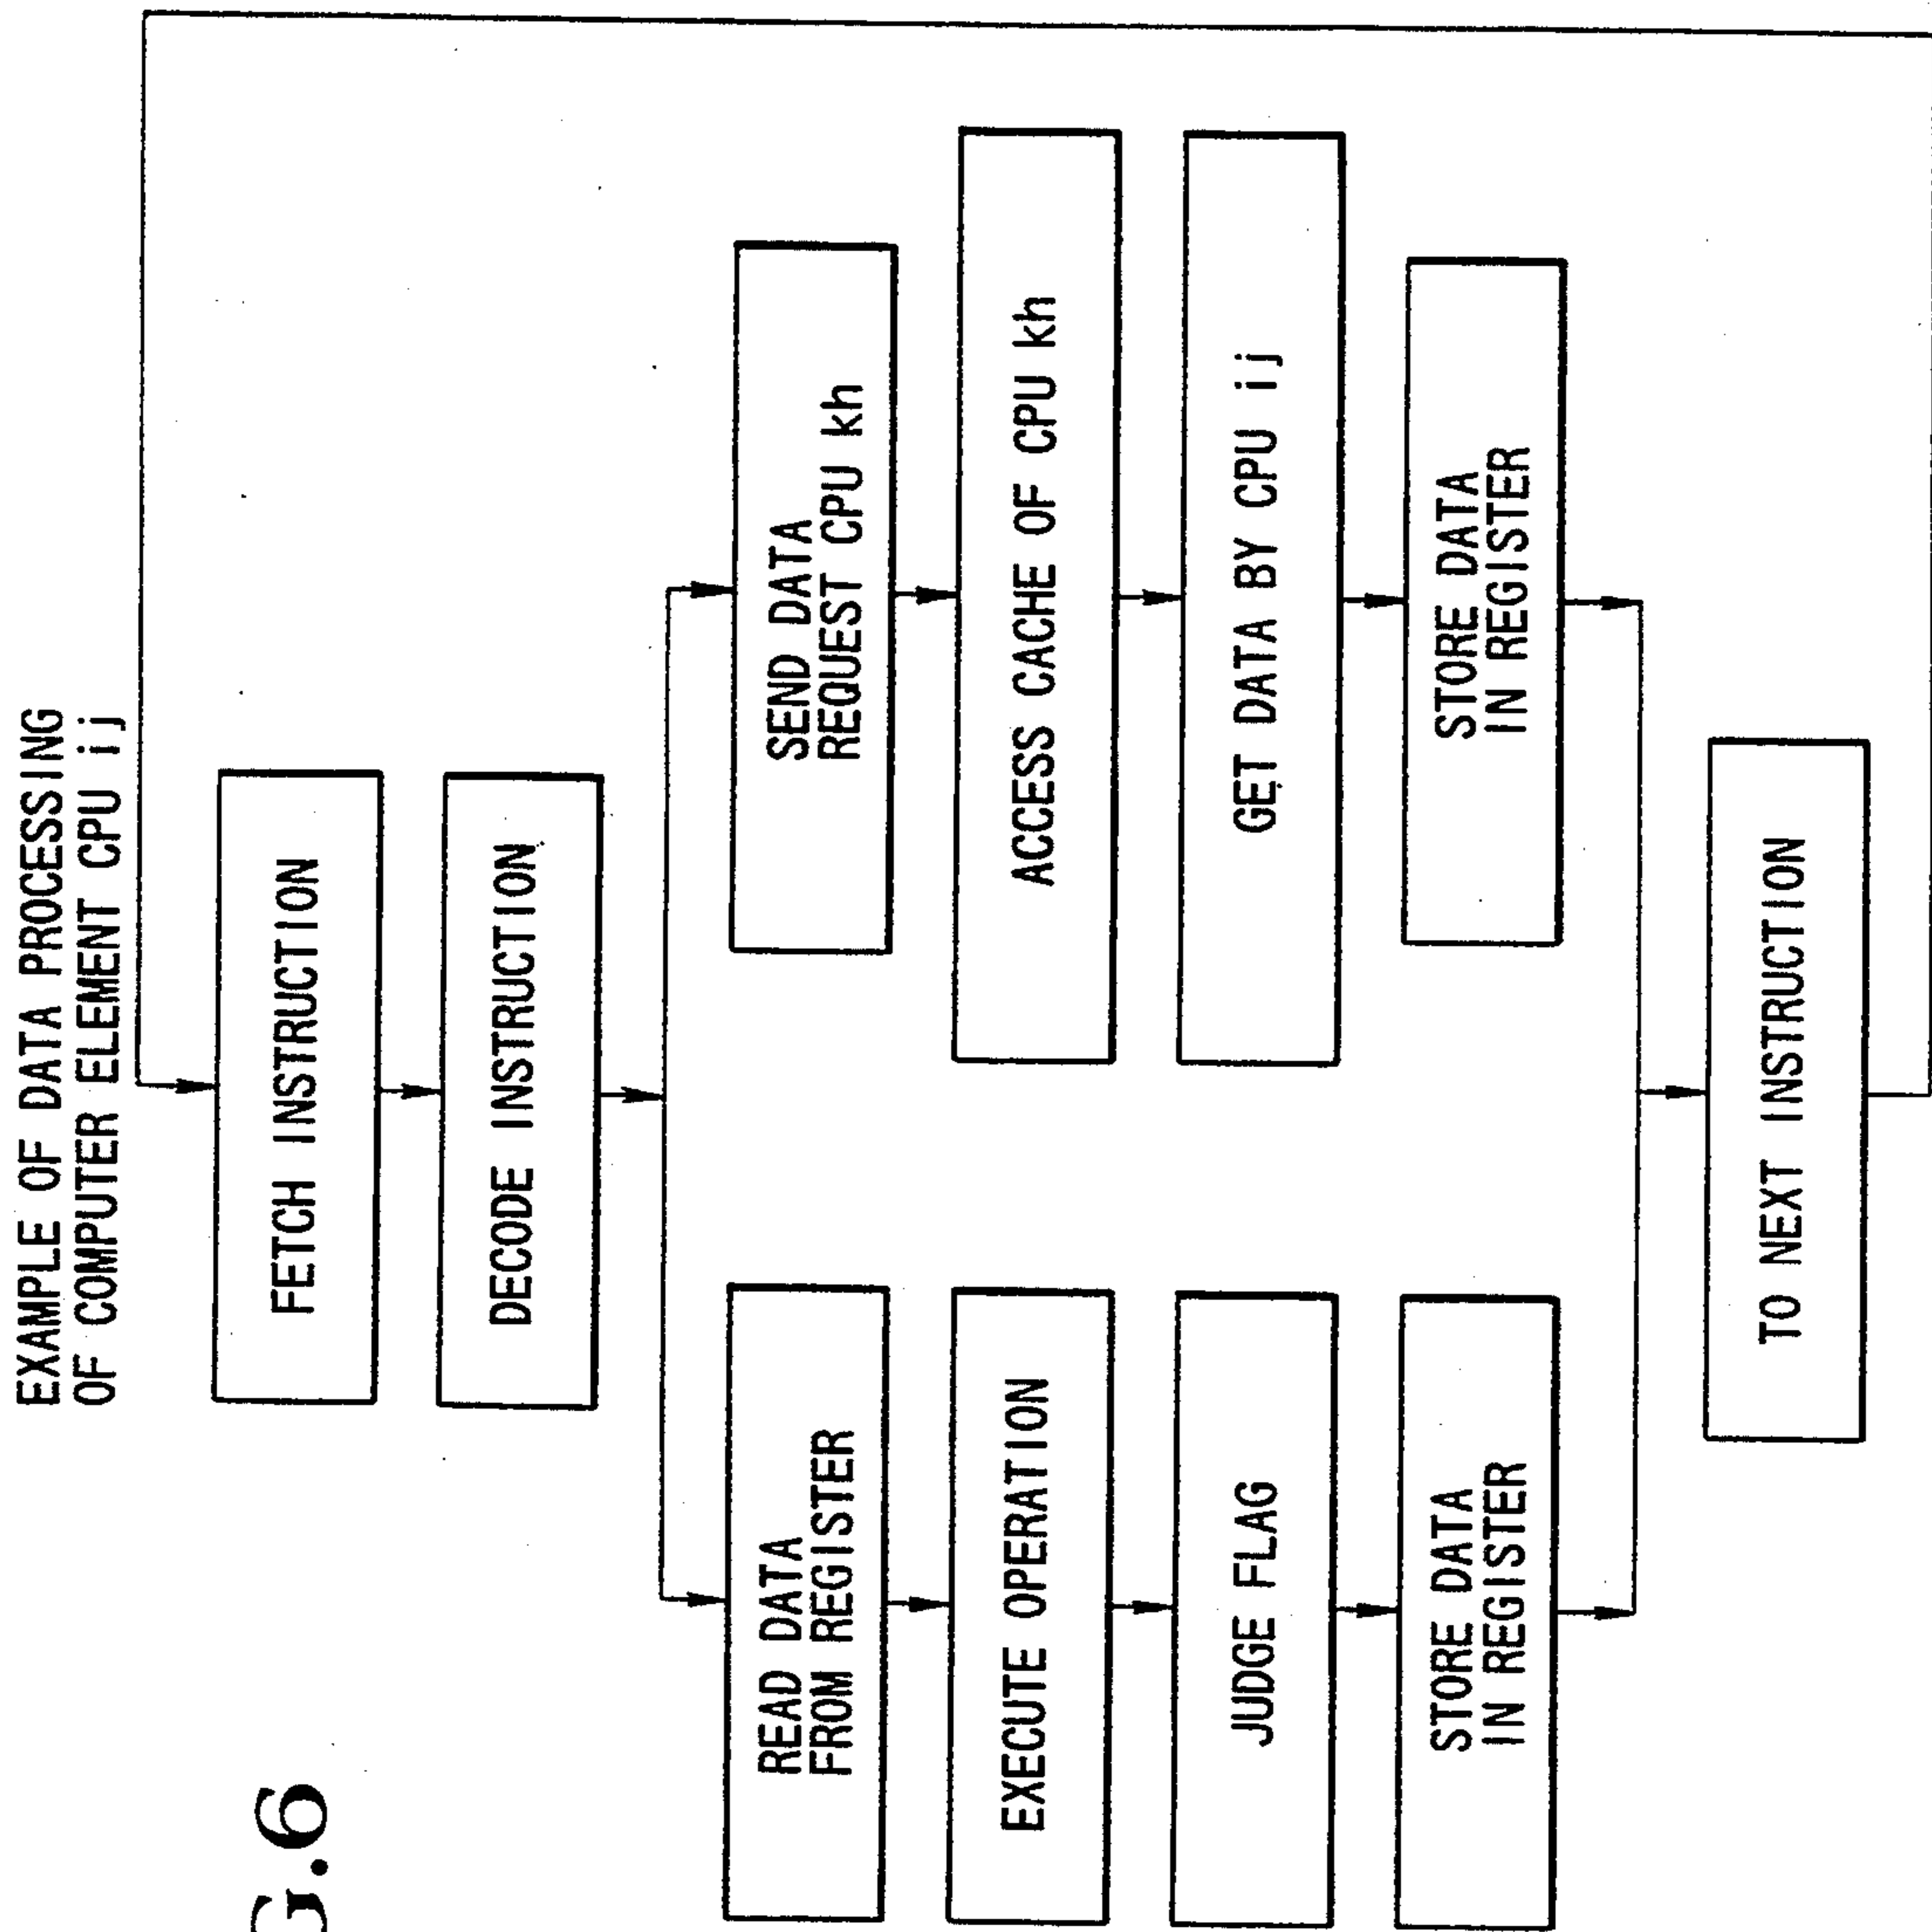 G.6
EXAMPLE OF DATA PROCESSING
OF COMPUTER ELEMENT CPU ij
FETCH INSTRUCTION
DECODE INSTRUCTION
READ DATA
FROM REGISTER
EXECUTE OPERATION
JUDGE FLAG
STORE DATA
IN REGISTER
SEND DATA
REQUEST CPU kh
ACCESS CACHE OF CPU kh
GET DATA BY CPU ij
STORE DATA
IN REGISTER
TO NEXT INSTRUCTION